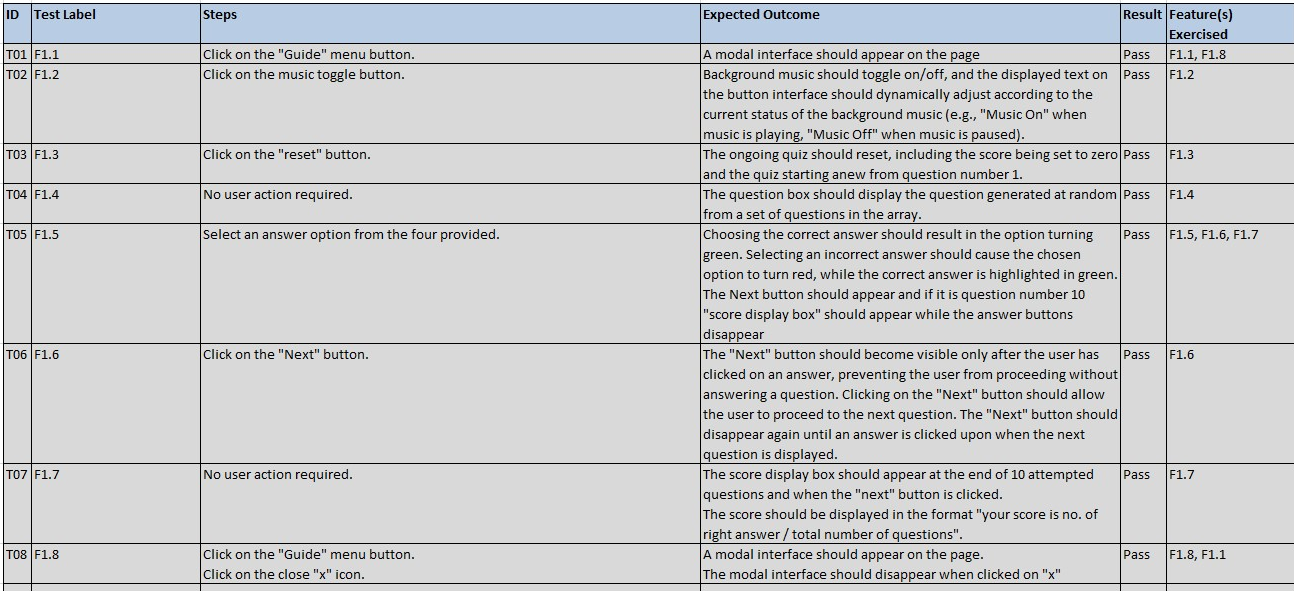 ID Test Label Steps Expected Outcome Result Feature(s)
Exercised
T01 F1.1 Click on the "Guide" menu button. A modal interface should appear on the page Pass F1.1, F1.8
T02 F1.2 Click on the music toggle button. Background music should toggle on/off, and the displayed text on Pass F1.2
the button interface should dynamically adjust according to the
current status of the background music (e.g., "Music On" when
music is playing, "Music Off" when music is paused).
T03 F1.3 Click on the "reset" button. The ongoing quiz should reset, including the score being set to zero Pass F1.3
and the quiz starting anew from question number 1.
T04 F1.4 No user action required. The question box should display the question generated at random Pass F1.4
from a set of questions in the array.
T05 F1.5 Select an answer option from the four provided. Choosing the correct answer should result in the option turning Pass F1.5, F1.6, F1.7
green. Selecting an incorrect answer should cause the chosen
option to turn red, while the correct answer is highlighted in green.
The Next button should appear and if it is question number 10
"score display box" should appear while the answer buttons
disappear
T06 F1.6 Click on the "Next" button. The "Next" button should become visible only after the user has Pass F1.6
clicked on an answer, preventing the user from proceeding without
answering a question. Clicking on the "Next" button should allow
the user to proceed to the next question. The "Next" button should
disappear again until an answer is clicked upon when the next
question is displayed.
T07 F1.7 No user action required. The score display box should appear at the end of 10 attempted Pass F1.7
questions and when the "next" button is clicked.
The score should be displayed in the format "your score is no. of
right answer / total number of questions".
T08 F1.8 Click on the "Guide" menu button. A modal interface should appear on the page. Pass F1.8, F1.1
Click on the close "x" icon. The modal interface should disappear when clicked on "x"